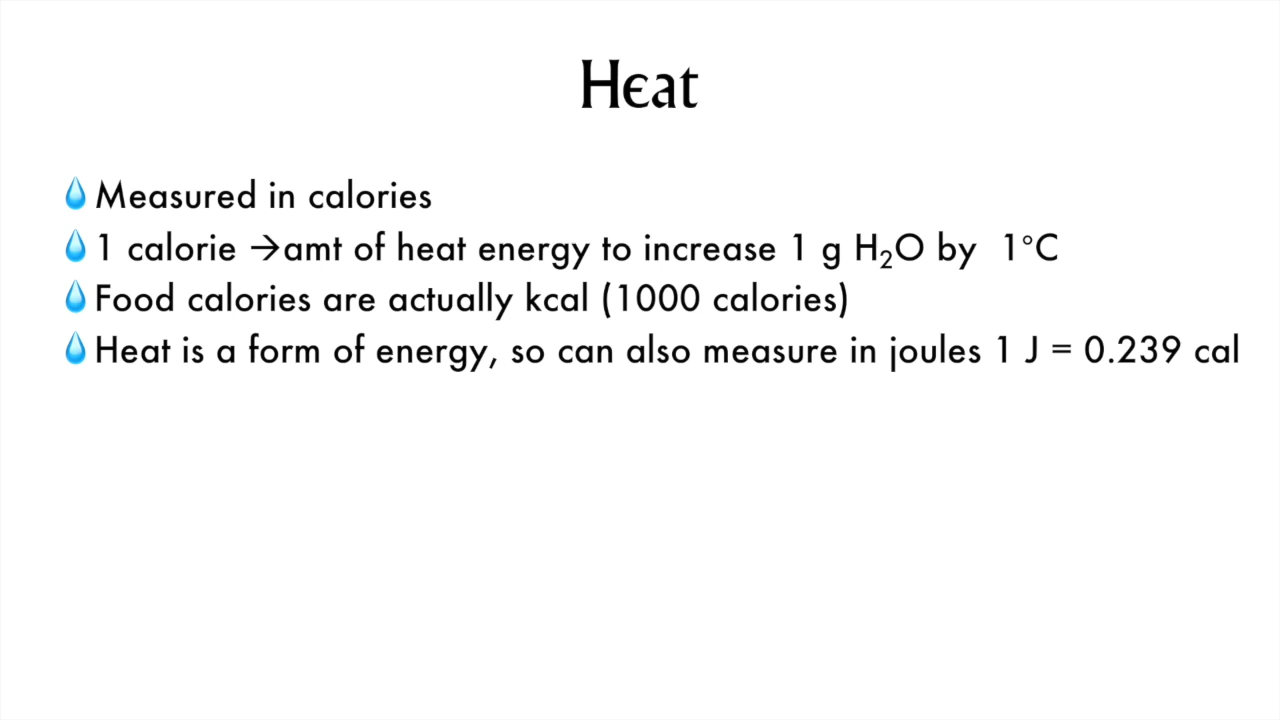 Heat
💧Measured in calories
💧1 calorie →amt of heat energy to increase 1 g H₂O by  1°C
💧Food calories are actually kcal (1000 calories)
💧Heat is a form of energy, so can also measure in joules 1 J = 0.239 cal